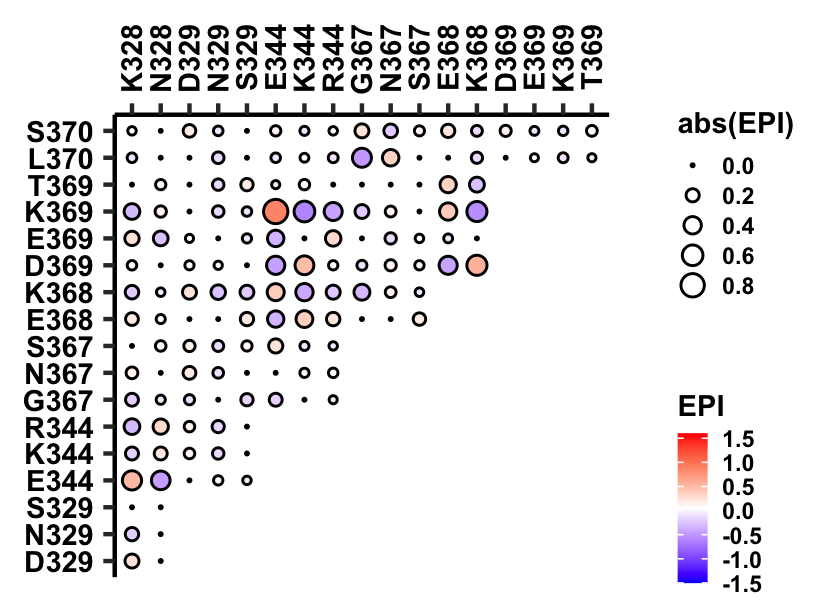 K328 N328 D329 N329 S329 E344 K344 R344 G367 N367 S367 E368 K368 D369 E369 K369 T369
S370
L370
T369
K369
E369
D369
K368
E368
S367
N367
G367
R344
K344
E344
S329
N329
D329
abs(EPI)
0.0
0.2
0.4
0.6
0.8
EPI
1.5
1.0
0.5
0.0
-0.5
-1.0
-1.5